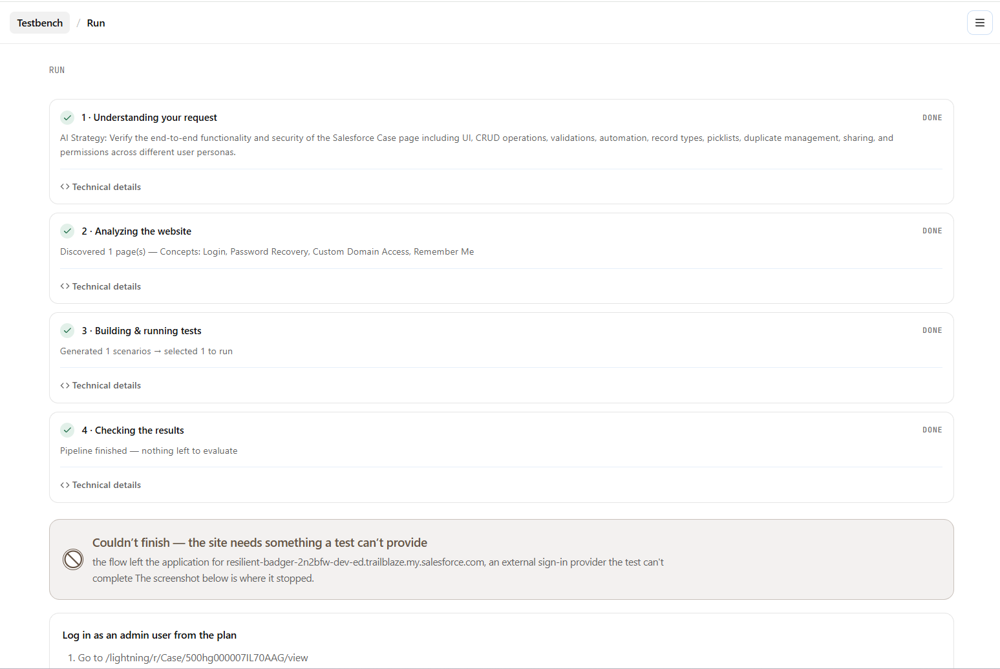 Testbench / Run
RUN
1 · Understanding your request
DONE
AI Strategy: Verify the end-to-end functionality and security of the Salesforce Case page including UI, CRUD operations, validations, automation, record types, picklists, duplicate management, sharing, and
permissions across different user personas.
<> Technical details
2 · Analyzing the website
DONE
Discovered 1 page(s) — Concepts: Login, Password Recovery, Custom Domain Access, Remember Me
<> Technical details
3 · Building & running tests
DONE
Generated 1 scenarios → selected 1 to run
<> Technical details
4 · Checking the results
DONE
Pipeline finished — nothing left to evaluate
<> Technical details
Couldn’t finish — the site needs something a test can’t provide
the flow left the application for resilient-badger-2n2bfw-dev-ed.trailblaze.my.salesforce.com, an external sign-in provider the test can't
complete The screenshot below is where it stopped.
Log in as an admin user from the plan
1. Go to /lightning/r/Case/500hg000007IL70AAG/view